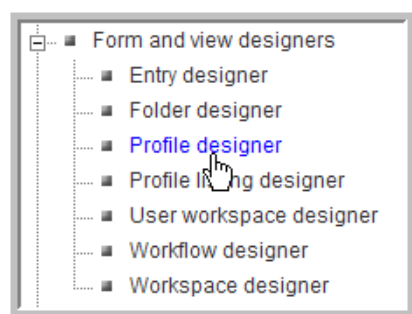 Form and view designers
Entry designer
Folder designer
Profile designer
Profile listing designer
User workspace designer
Workflow designer
Workspace designer